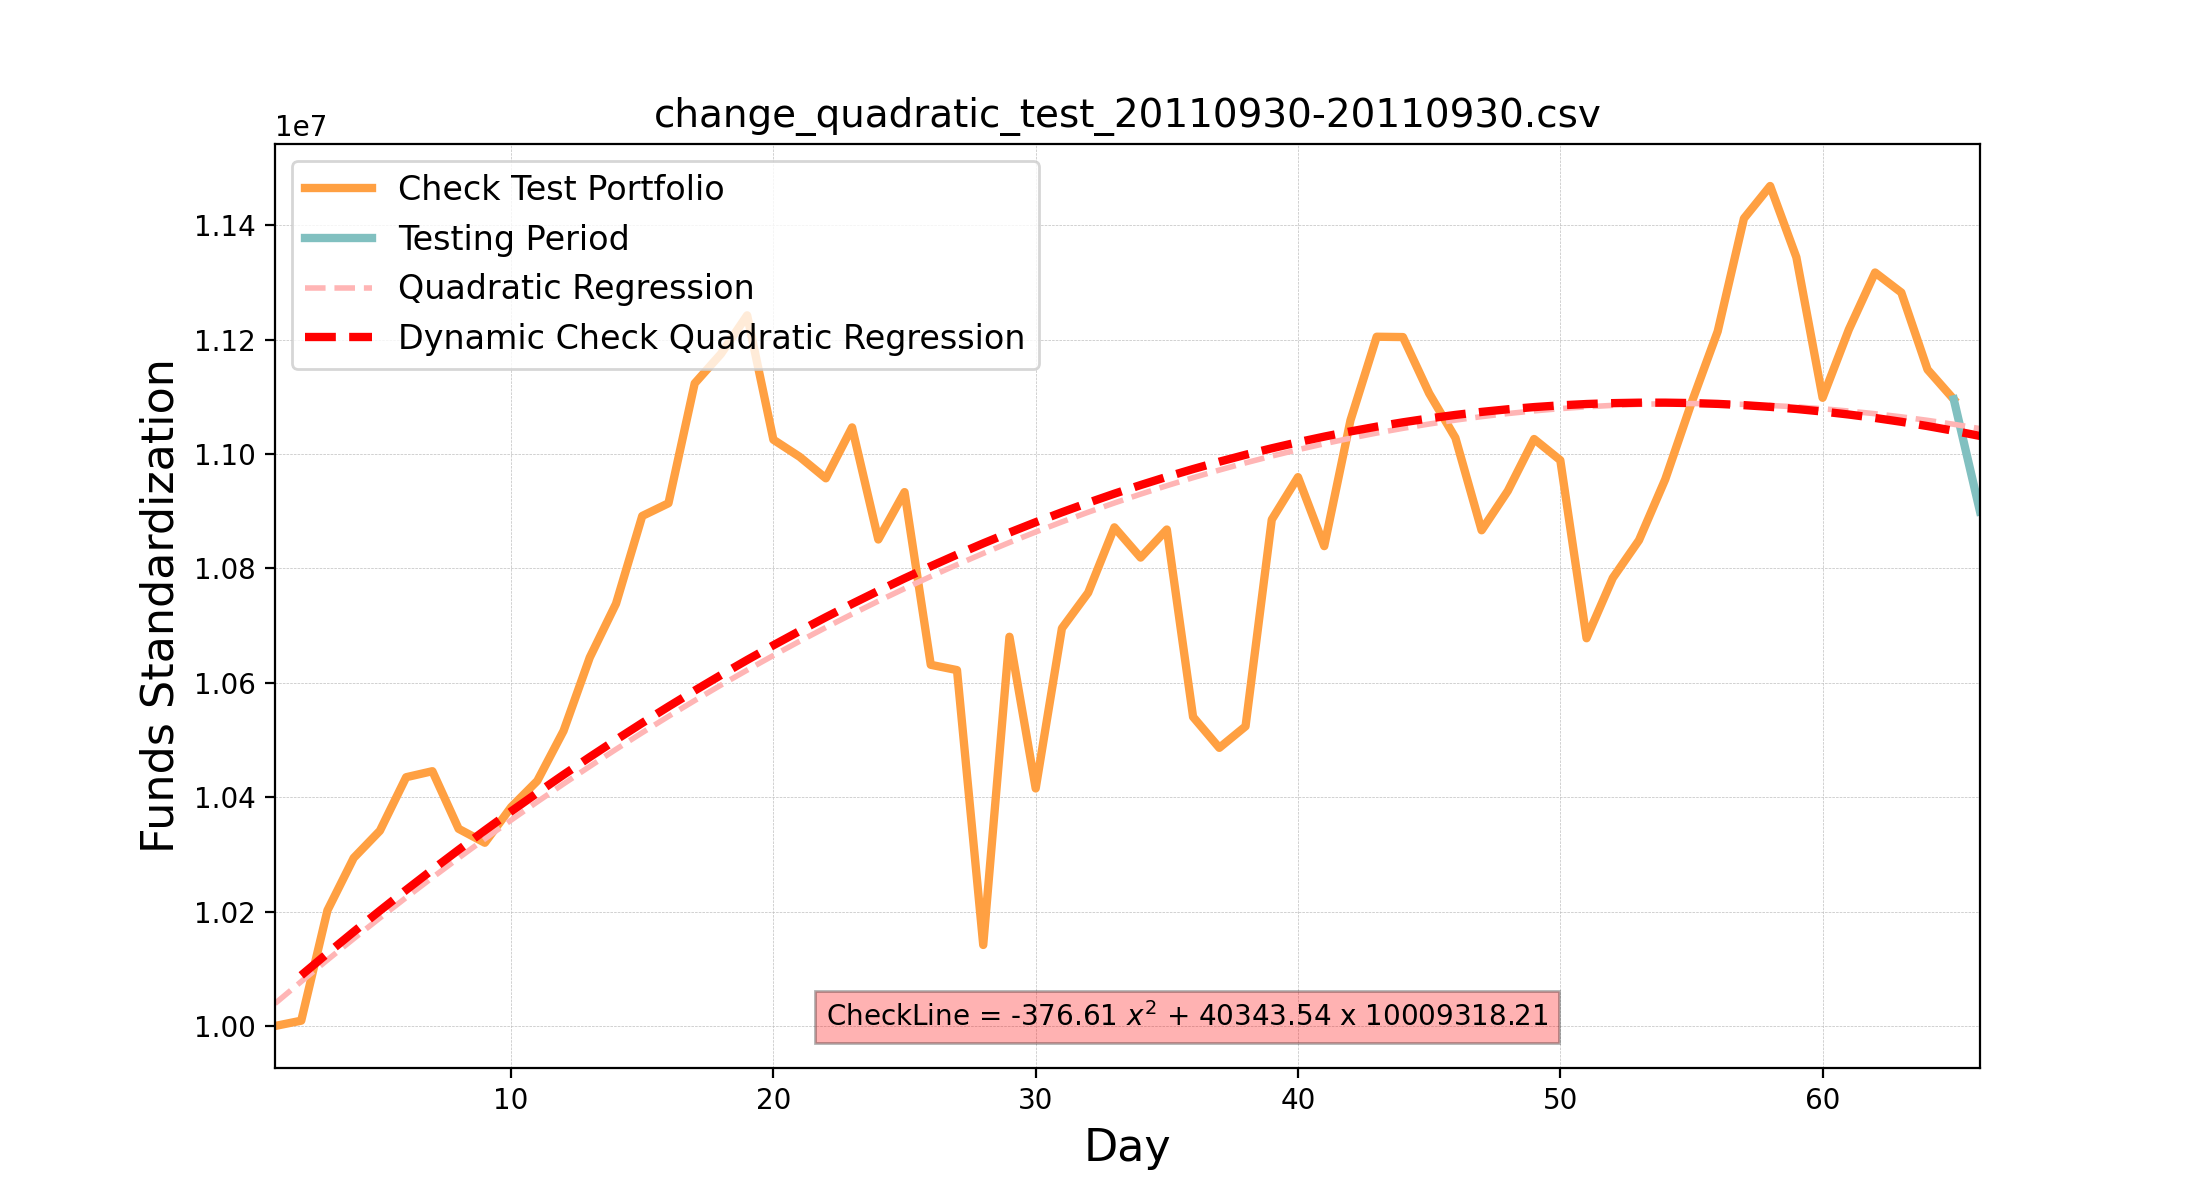 change_quadratic_test_20110930-20110930.csv
1e7
Check Test Portfolio
Testing Period
Quadratic Regression
Dynamic Check Quadratic Regression
1.14
1.12
1.10
1.08
1.06
1.04
1.02
1.00
Funds Standardization
CheckLine = -376.61 x² + 40343.54 x 10009318.21
10 20 30 40 50 60
Day